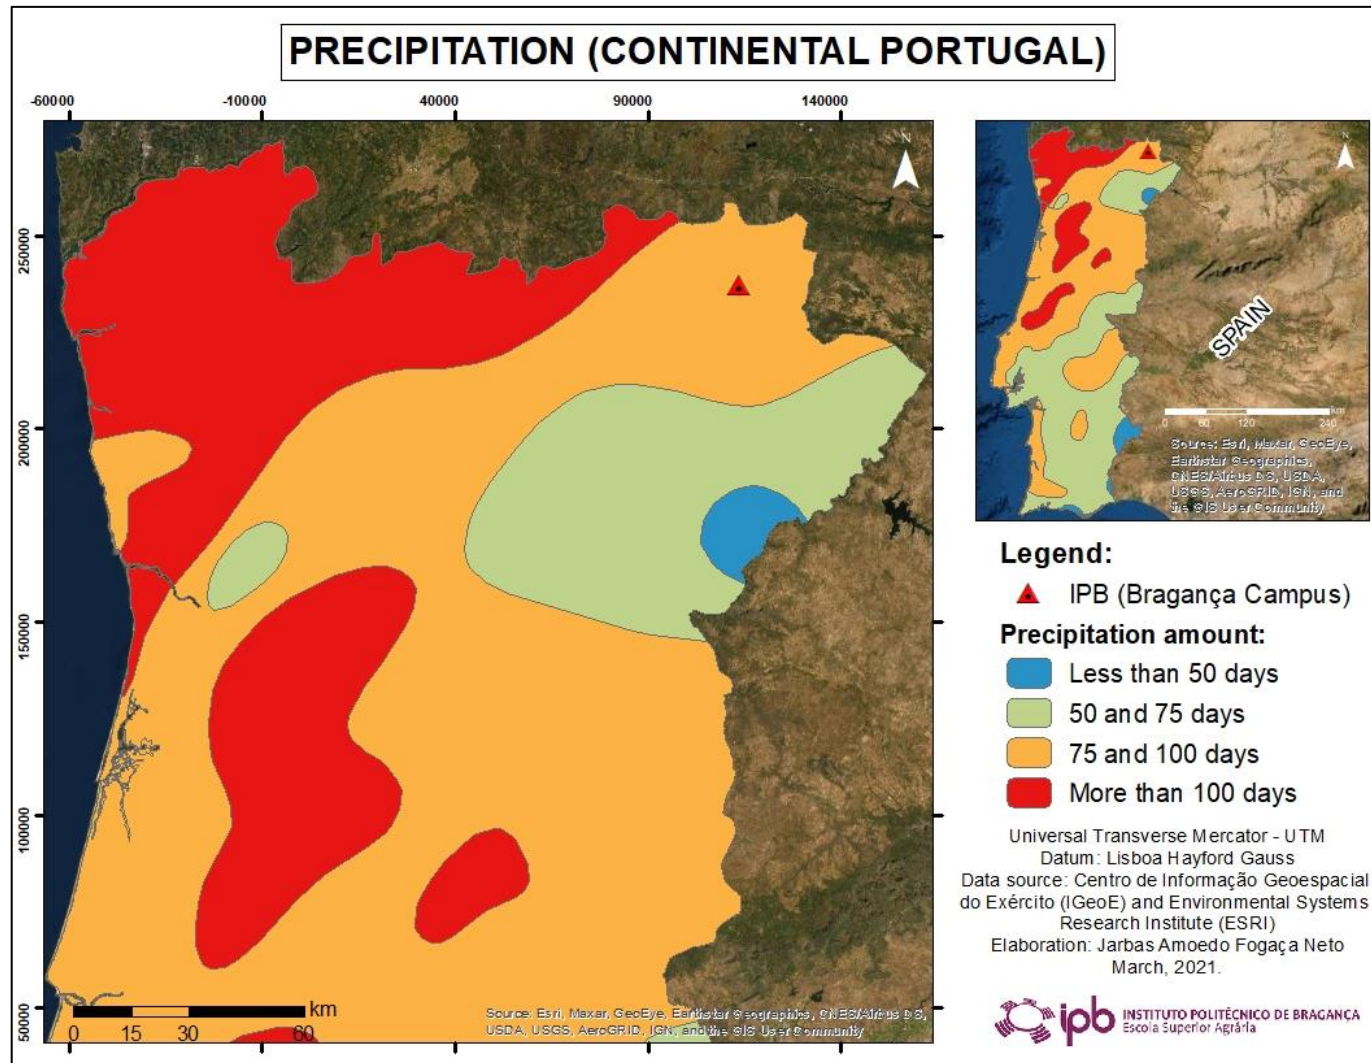 PRECIPITATION (CONTINENTAL PORTUGAL)
-60000
-10000
40000
90000
140000
250000
200000
150000
100000
50000
N
km
0 15 30 60
Source: Esri, Maxar, GeoEye, Earthstar Geographics, CNES/Airbus DS,
USDA, USGS, AeroGRID, IGN, and the GIS User Community
N
SPAIN
km
0 60 120 240
Source: Esri, Maxar, GeoEye,
Earthstar Geographics,
CNES/Airbus DS, USDA,
USGS, AeroGRID, IGN, and
the GIS User Community
Legend:
IPB (Bragança Campus)
Precipitation amount:
Less than 50 days
50 and 75 days
75 and 100 days
More than 100 days
Universal Transverse Mercator - UTM
Datum: Lisboa Hayford Gauss
Data source: Centro de Informação Geoespacial
do Exército (IGeoE) and Environmental Systems
Research Institute (ESRI)
Elaboration: Jarbas Amoedo Fogaça Neto
March, 2021.
ipb
INSTITUTO POLITÉCNICO DE BRAGANÇA
Escola Superior Agrária